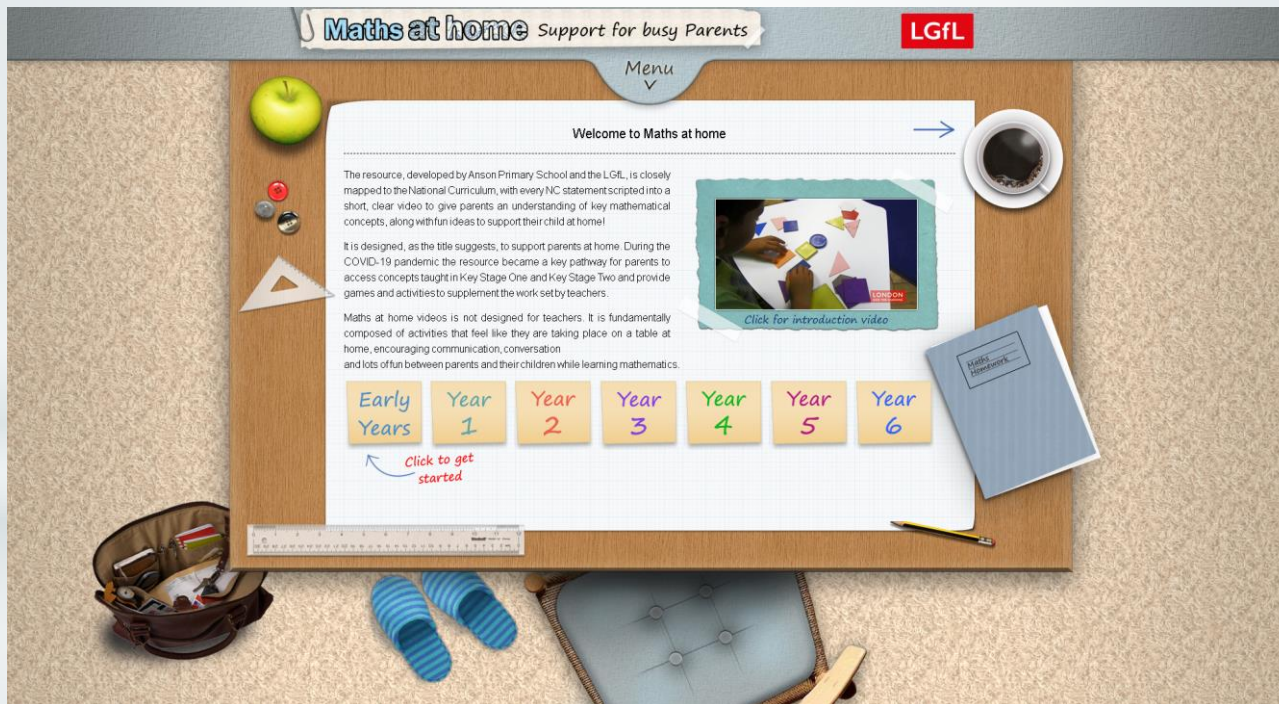 Maths at home Support for busy Parents
LGfL
Menu
Welcome to Maths at home
The resource, developed by Anson Primary School and the LGfL, is closely
mapped to the National Curriculum, with every NC statement scripted into a
short, clear video to give parents an understanding of key mathematical
concepts, along with fun ideas to support their child at home!
It is designed, as the title suggests, to support parents at home. During the
COVID-19 pandemic the resource became a key pathway for parents to
access concepts taught in Key Stage One and Key Stage Two and provide
games and activities to supplement the work set by teachers.
Maths at home videos is not designed for teachers. It is fundamentally
composed of activities that feel like they are taking place on a table at
home, encouraging communication, conversation
and lots of fun between parents and their children while learning mathematics.
LONDON
Click for introduction video
Maths
Homework
Early Years
Year 1
Year 2
Year 3
Year 4
Year 5
Year 6
Click to get
started